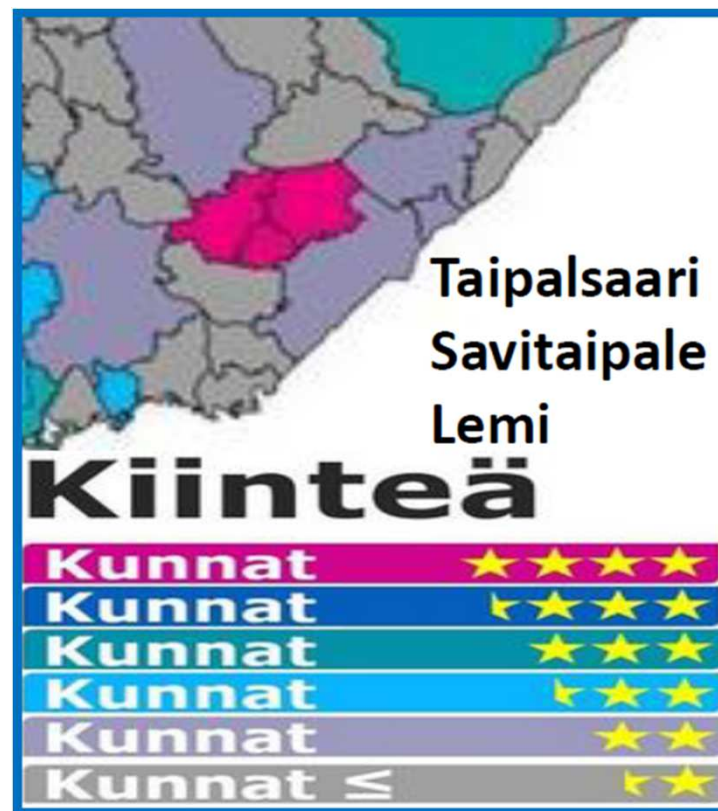 Taipalsaari
Savitaipale
Lemi
Kiinteä
Kunnat
Kunnat
Kunnat
Kunnat
Kunnat
Kunnat ≤